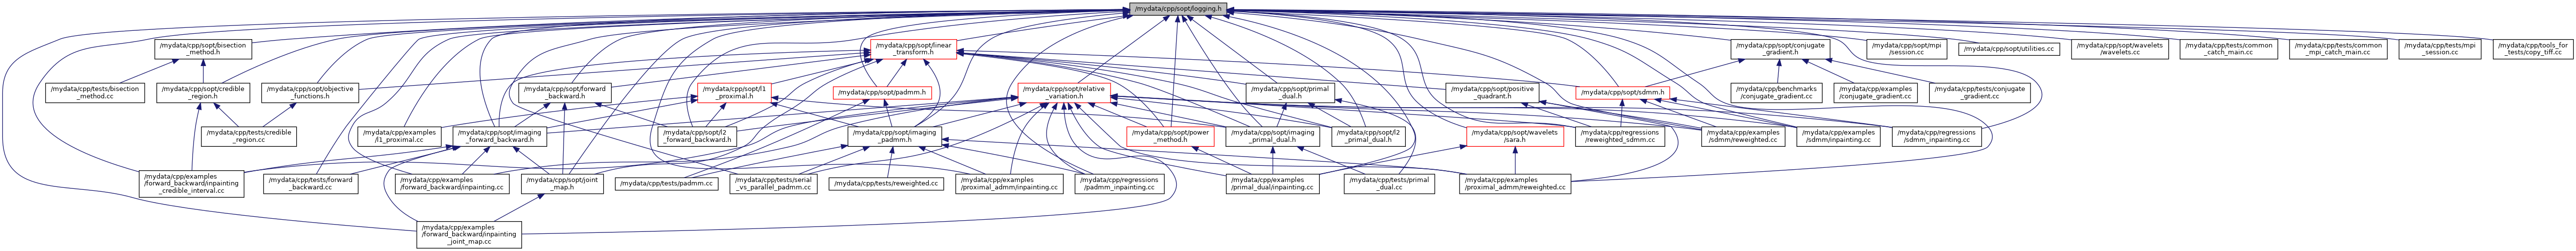 /mydata/cpp/sopt/logging.h
/mydata/cpp/sopt/bisection
_method.h
/mydata/cpp/sopt/linear
_transform.h
/mydata/cpp/sopt/conjugate
_gradient.h
/mydata/cpp/sopt/mpi
/session.cc
/mydata/cpp/sopt/utilities.cc
/mydata/cpp/sopt/wavelets
/wavelets.cc
/mydata/cpp/tests/common
_catch_main.cc
/mydata/cpp/tests/common
_mpi_catch_main.cc
/mydata/cpp/tests/mpi
_session.cc
/mydata/cpp/tools_for
_tests/copy_tiff.cc
/mydata/cpp/tests/bisection
_method.cc
/mydata/cpp/sopt/credible
_region.h
/mydata/cpp/sopt/objective
_functions.h
/mydata/cpp/sopt/forward
_backward.h
/mydata/cpp/sopt/l1
_proximal.h
/mydata/cpp/sopt/padmm.h
/mydata/cpp/sopt/relative
_variation.h
/mydata/cpp/sopt/primal
_dual.h
/mydata/cpp/sopt/positive
_quadrant.h
/mydata/cpp/sopt/sdmm.h
/mydata/cpp/benchmarks
/conjugate_gradient.cc
/mydata/cpp/examples
/conjugate_gradient.cc
/mydata/cpp/tests/conjugate
_gradient.cc
/mydata/cpp/tests/credible
_region.cc
/mydata/cpp/examples
/l1_proximal.cc
/mydata/cpp/sopt/imaging
_forward_backward.h
/mydata/cpp/sopt/l2
_forward_backward.h
/mydata/cpp/sopt/imaging
_padmm.h
/mydata/cpp/sopt/power
_method.h
/mydata/cpp/sopt/imaging
_primal_dual.h
/mydata/cpp/sopt/l2
_primal_dual.h
/mydata/cpp/sopt/wavelets
/sara.h
/mydata/cpp/regressions
/reweighted_sdmm.cc
/mydata/cpp/examples
/sdmm/reweighted.cc
/mydata/cpp/examples
/sdmm/inpainting.cc
/mydata/cpp/regressions
/sdmm_inpainting.cc
/mydata/cpp/examples
/forward_backward/inpainting
_credible_interval.cc
/mydata/cpp/tests/forward
_backward.cc
/mydata/cpp/examples
/forward_backward/inpainting.cc
/mydata/cpp/sopt/joint
_map.h
/mydata/cpp/tests/padmm.cc
/mydata/cpp/tests/serial
_vs_parallel_padmm.cc
/mydata/cpp/tests/reweighted.cc
/mydata/cpp/examples
/proximal_admm/inpainting.cc
/mydata/cpp/regressions
/padmm_inpainting.cc
/mydata/cpp/examples
/primal_dual/inpainting.cc
/mydata/cpp/tests/primal
_dual.cc
/mydata/cpp/examples
/proximal_admm/reweighted.cc
/mydata/cpp/examples
/forward_backward/inpainting
_joint_map.cc